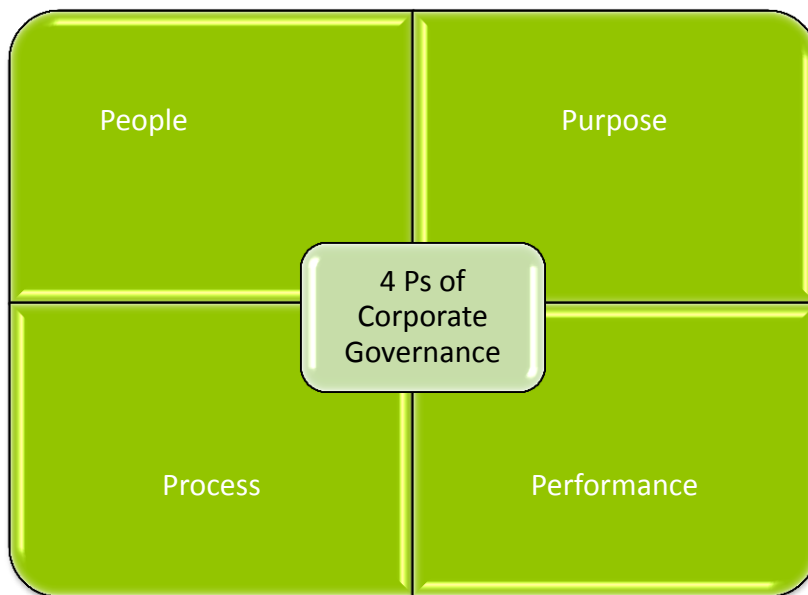 People
Purpose
4 Ps of
Corporate
Governance
Process
Performance